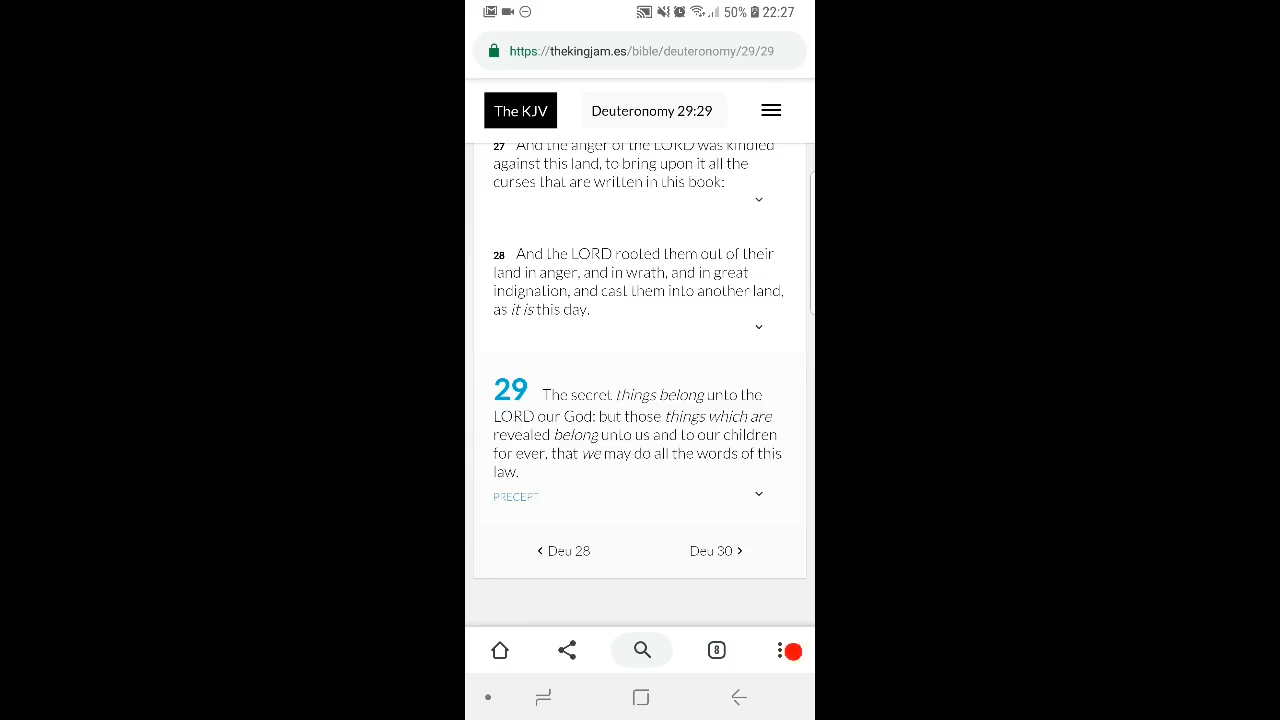 50% 22:27
https://thekingjam.es/bible/deuteronomy/29/29
The KJV Deuteronomy 29:29
27 And the anger of the LORD was kindled
against this land, to bring upon it all the
curses that are written in this book:
28 And the LORD rooted them out of their
land in anger, and in wrath, and in great
indignation, and cast them into another land,
as it is this day.
29 The secret things belong unto the
LORD our God: but those things which are
revealed belong unto us and to our children
for ever, that we may do all the words of this
law.
PRECEPT
Deu 28 Deu 30
8